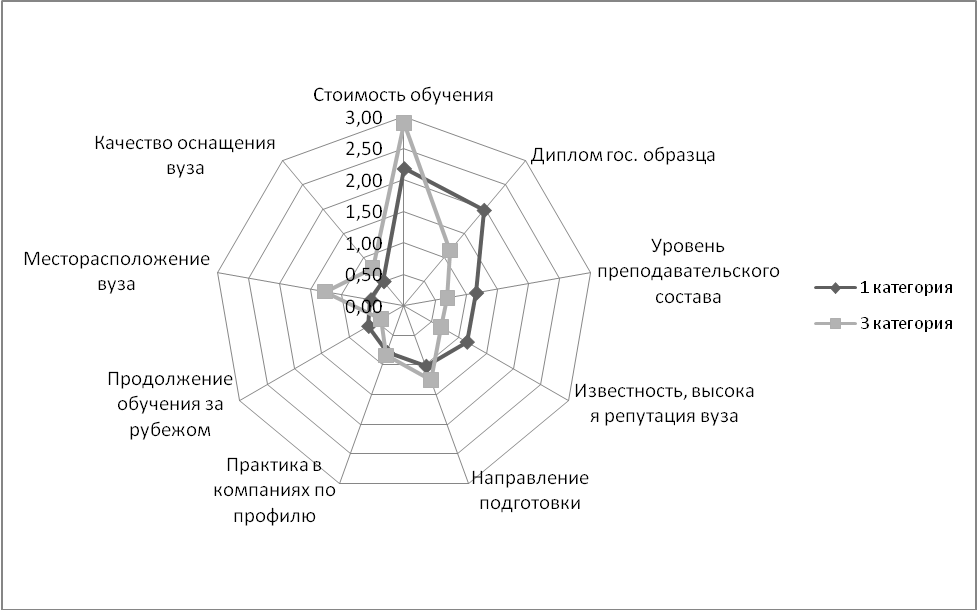 Стоимость обучения
3,00
2,50
2,00
1,50
1,00
0,50
0,00
Диплом гос. образца
Уровень
преподавательского
состава
Известность, высока
я репутация вуза
Направление
подготовки
Практика в
компаниях по
профилю
Продолжение
обучения за
рубежом
Месторасположение
вуза
Качество оснащения
вуза
1 категория
3 категория